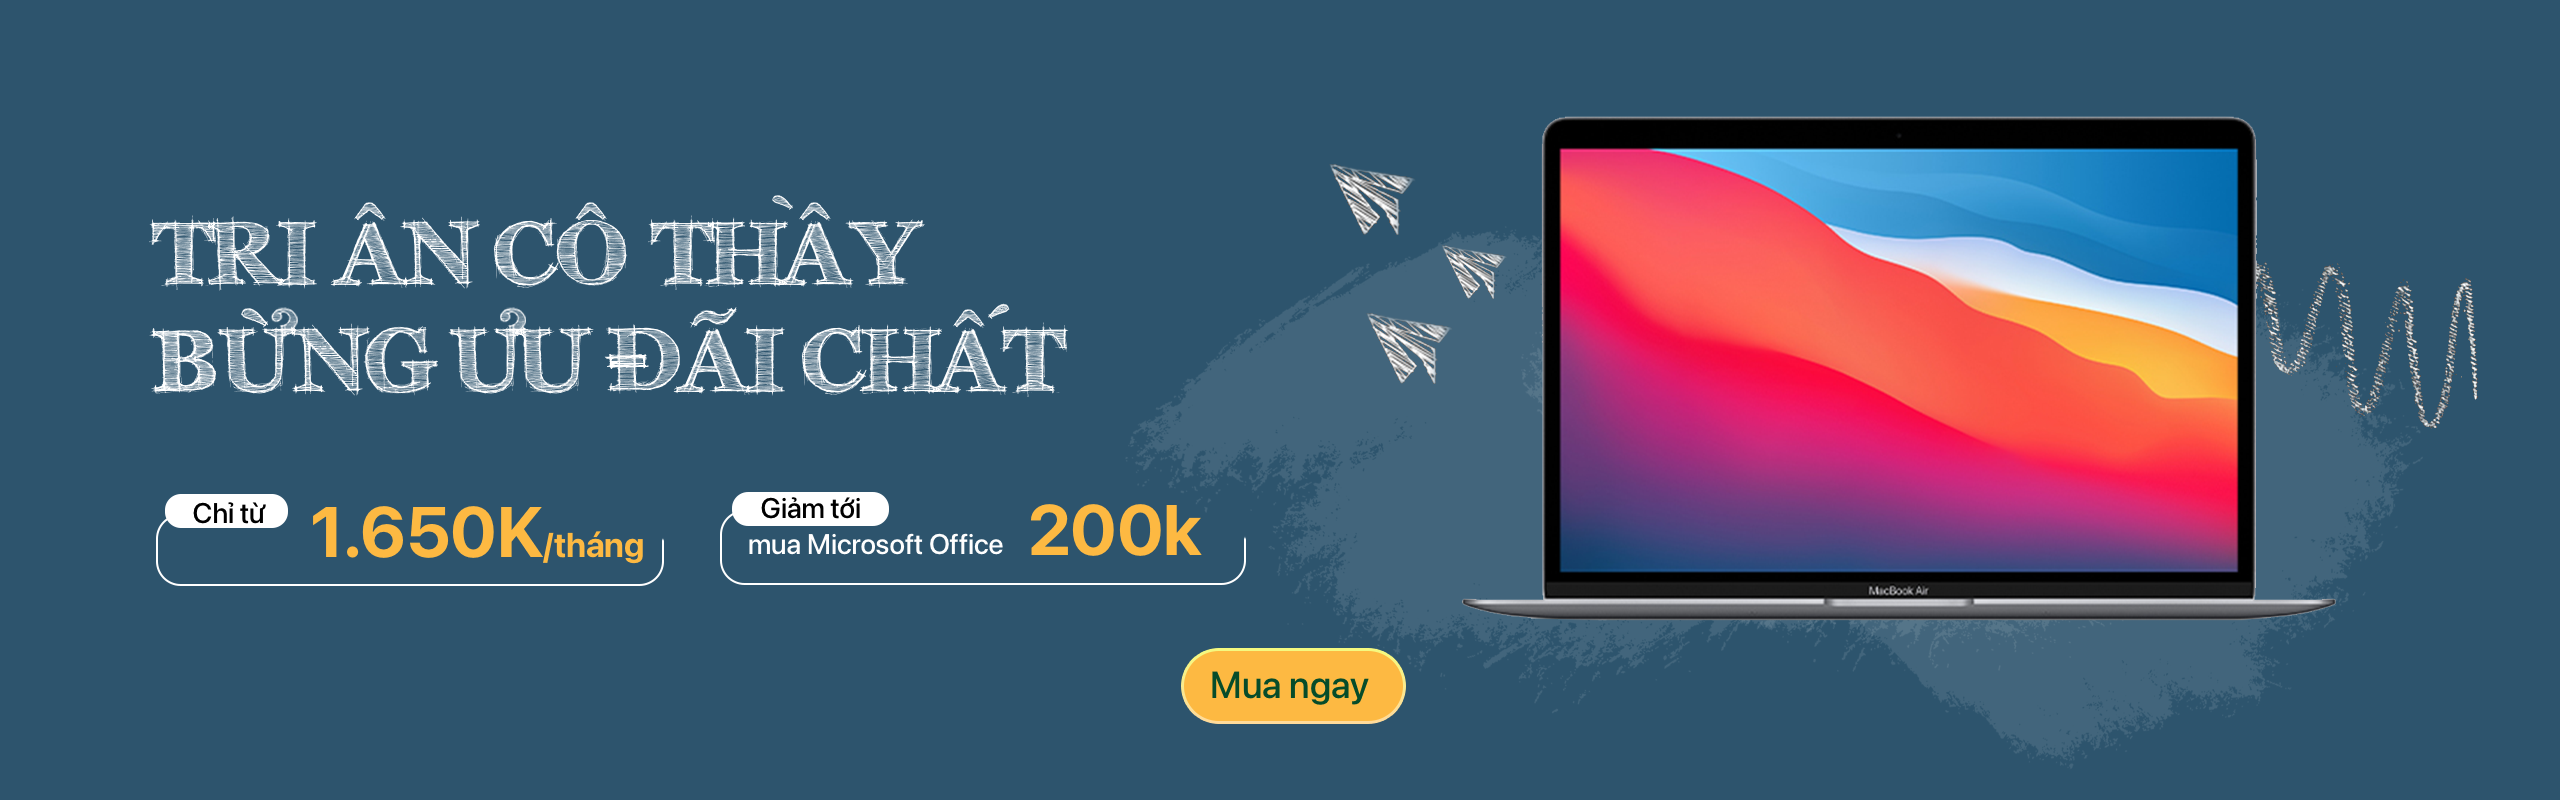 TRI ÂN CÔ THẦY
BỪNG ƯU ĐÃI CHẤT
Chỉ từ
1.650K/tháng
Giảm tới
mua Microsoft Office 200k
MacBook Air
Mua ngay